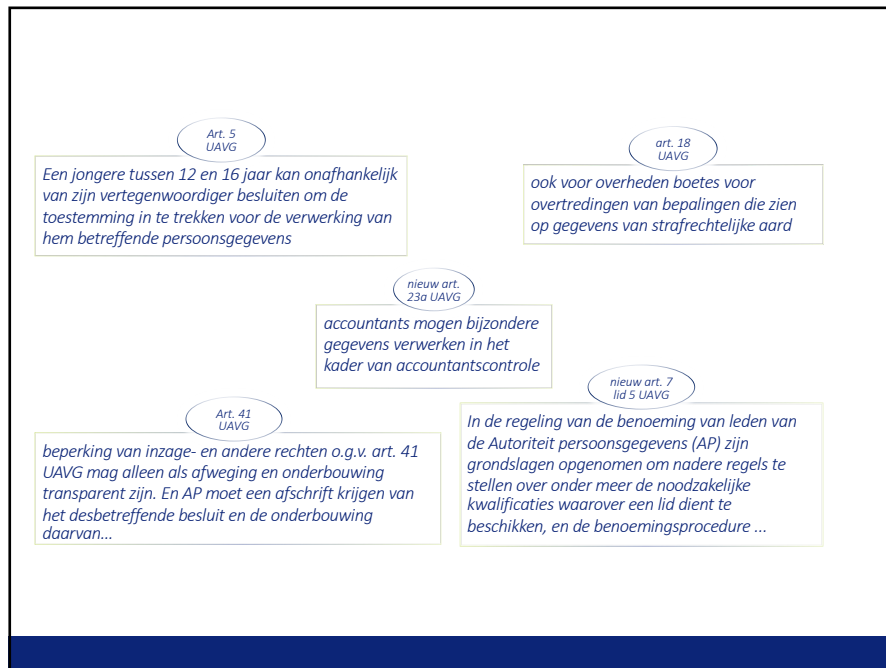 Art. 5
UAVG
Een jongere tussen 12 en 16 jaar kan onafhankelijk
van zijn vertegenwoordiger besluiten om de
toestemming in te trekken voor de verwerking van
hem betreffende persoonsgegevens
art. 18
UAVG
ook voor overheden boetes voor
overtredingen van bepalingen die zien
op gegevens van strafrechtelijke aard
nieuw art.
23a UAVG
accountants mogen bijzondere
gegevens verwerken in het
kader van accountantscontrole
Art. 41
UAVG
beperking van inzage- en andere rechten o.g.v. art. 41
UAVG mag alleen als afweging en onderbouwing
transparant zijn. En AP moet een afschrift krijgen van
het desbetreffende besluit en de onderbouwing
daarvan...
nieuw art. 7
lid 5 UAVG
In de regeling van de benoeming van leden van
de Autoriteit persoonsgegevens (AP) zijn
grondslagen opgenomen om nadere regels te
stellen over onder meer de noodzakelijke
kwalificaties waarover een lid dient te
beschikken, en de benoemingsprocedure ...